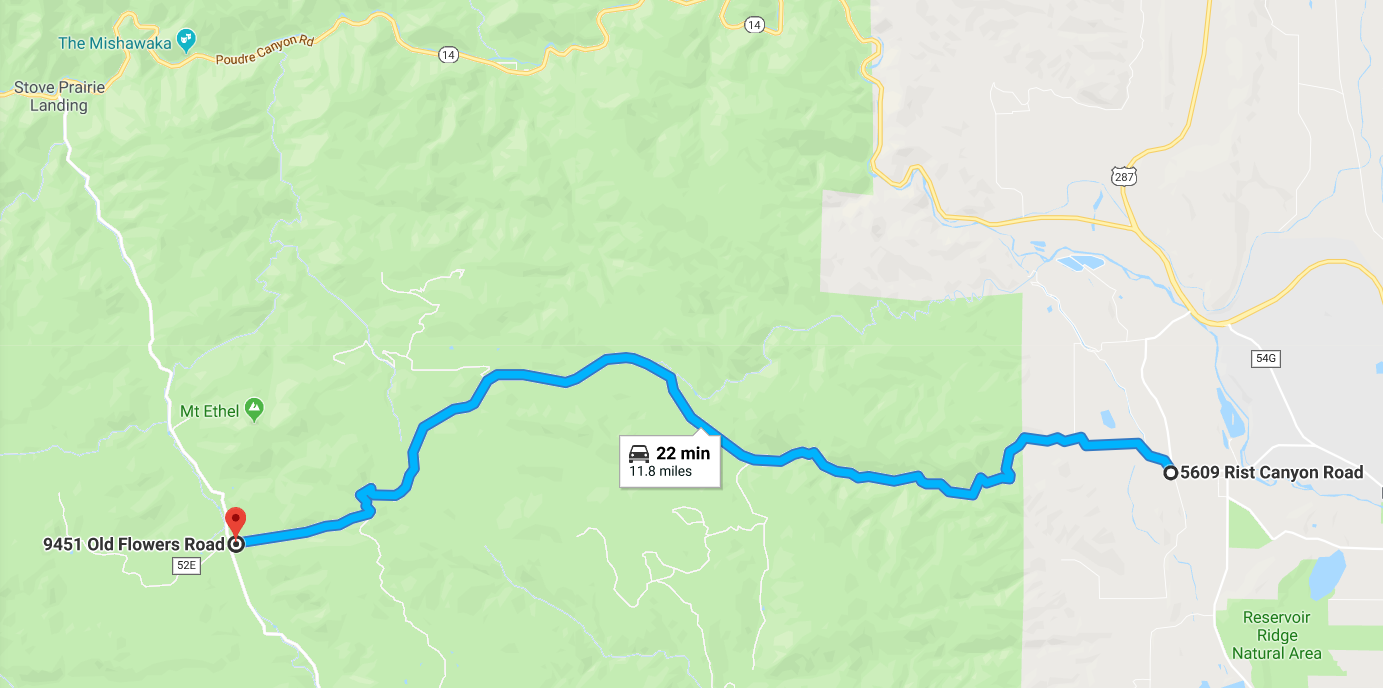 14
The Mishawaka
Poudre Canyon Rd
14
Stove Prairie
Landing
287
54G
Mt Ethel
22 min
11.8 miles
5609 Rist Canyon Road
9451 Old Flowers Road
52E
Reservoir
Ridge
Natural Area